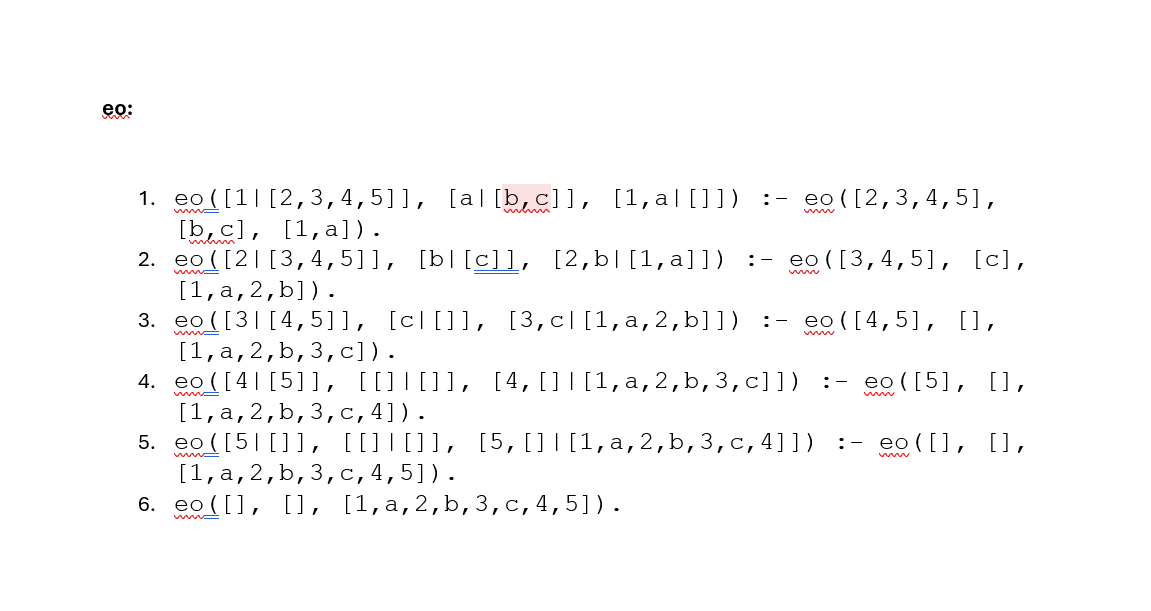 eo:
1. eo([1|[2,3,4,5]], [a|[b,c]], [1,a|[]]) :- eo([2,3,4,5],
[b,c], [1,a]).
2. eo([2|[3,4,5]], [b|[c]], [2,b|[1,a]]) :- eo([3,4,5], [c],
[1,a,2,b]).
3. eo([3|[4,5]], [c|[]], [3,c|[1,a,2,b]]) :- eo([4,5], [],
[1,a,2,b,3,c]).
4. eo([4|[5]], [[]|[]], [4,[]|[1,a,2,b,3,c]]) :- eo([5], [],
[1,a,2,b,3,c,4]).
5. eo([5|[]], [[]|[]], [5,[]|[1,a,2,b,3,c,4]]) :- eo([], [],
[1,a,2,b,3,c,4,5]).
6. eo([], [], [1,a,2,b,3,c,4,5]).